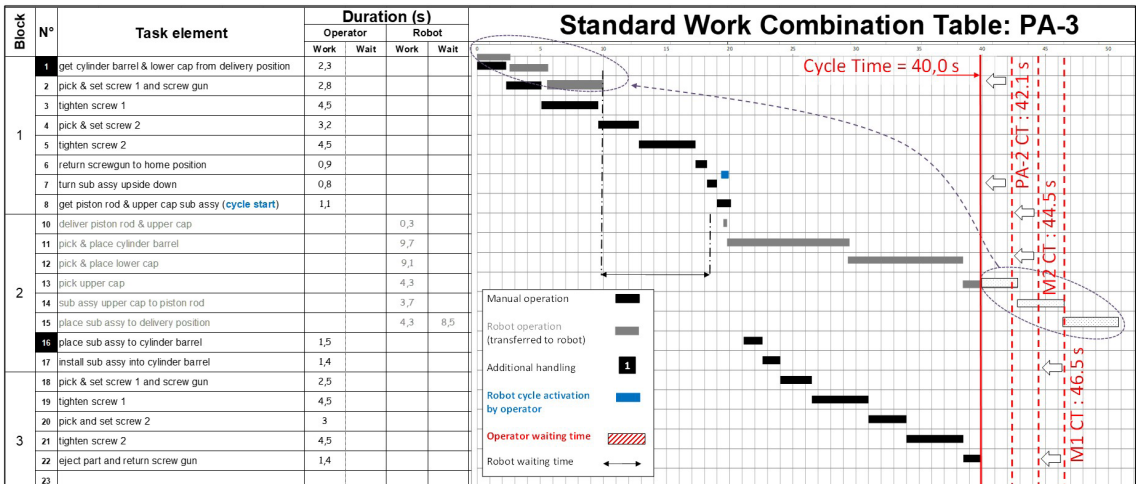 Standard Work Combination Table: PA-3
Block N° Task element Duration (s)
Operator Robot
Work Wait Work Wait
0 5 10 15 20 25 30 35 40 45 50
Cycle Time = 40,0 s
1 get cylinder barrel & lower cap from delivery position 2,3
2 pick & set screw 1 and screw gun 2,8
3 tighten screw 1 4,5
1 4 pick & set screw 2 3,2
5 tighten screw 2 4,5
6 return screwgun to home position 0,9
7 turn sub assy upside down 0,8
8 get piston rod & upper cap sub assy (cycle start) 1,1
10 deliver piston rod & upper cap 0,3
11 pick & place cylinder barrel 9,7
12 pick & place lower cap 9,1
2 13 pick upper cap 4,3
14 sub assy upper cap to piston rod 3,7
15 place sub assy to delivery position 4,3 8,5
16 place sub assy to cylinder barrel 1,5
17 install sub assy into cylinder barrel 1,4
18 pick & set screw 1 and screw gun 2,5
19 tighten screw 1 4,5
3 20 pick and set screw 2 3
21 tighten screw 2 4,5
22 eject part and return screw gun 1,4
23
Manual operation
Robot operation
(transferred to robot)
Additional handling 1
Robot cycle activation
by operator
Operator waiting time
Robot waiting time
PA-2 CT : 42.1 s
M2 CT : 44.5 s
M1 CT : 46.5 s